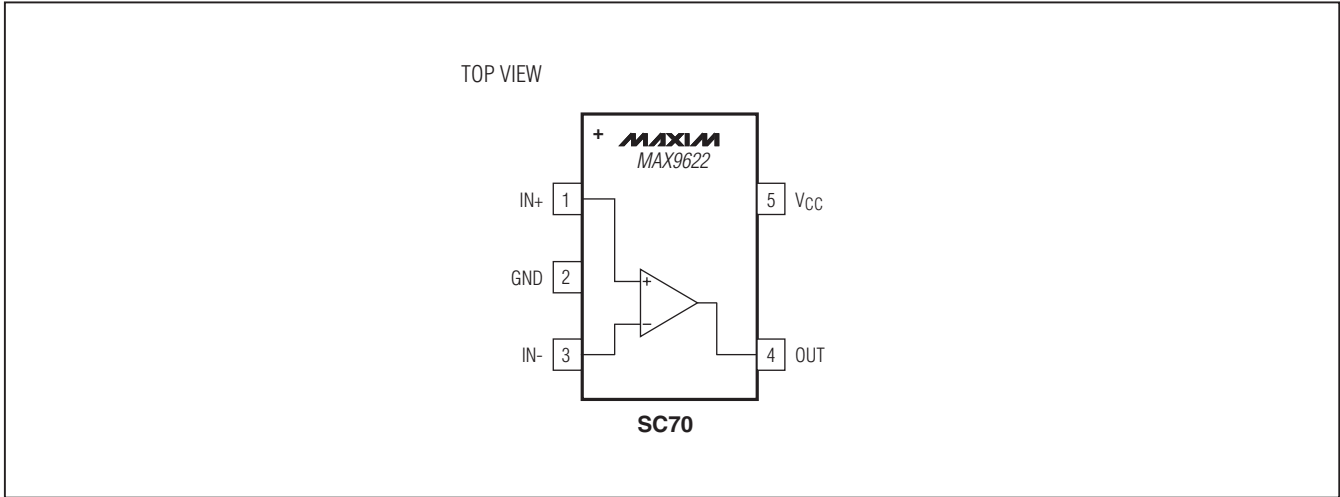 TOP VIEW
+
MAXIM
MAX9622
IN+ 1
5 VCC
GND 2
+
IN- 3
−
4 OUT
SC70